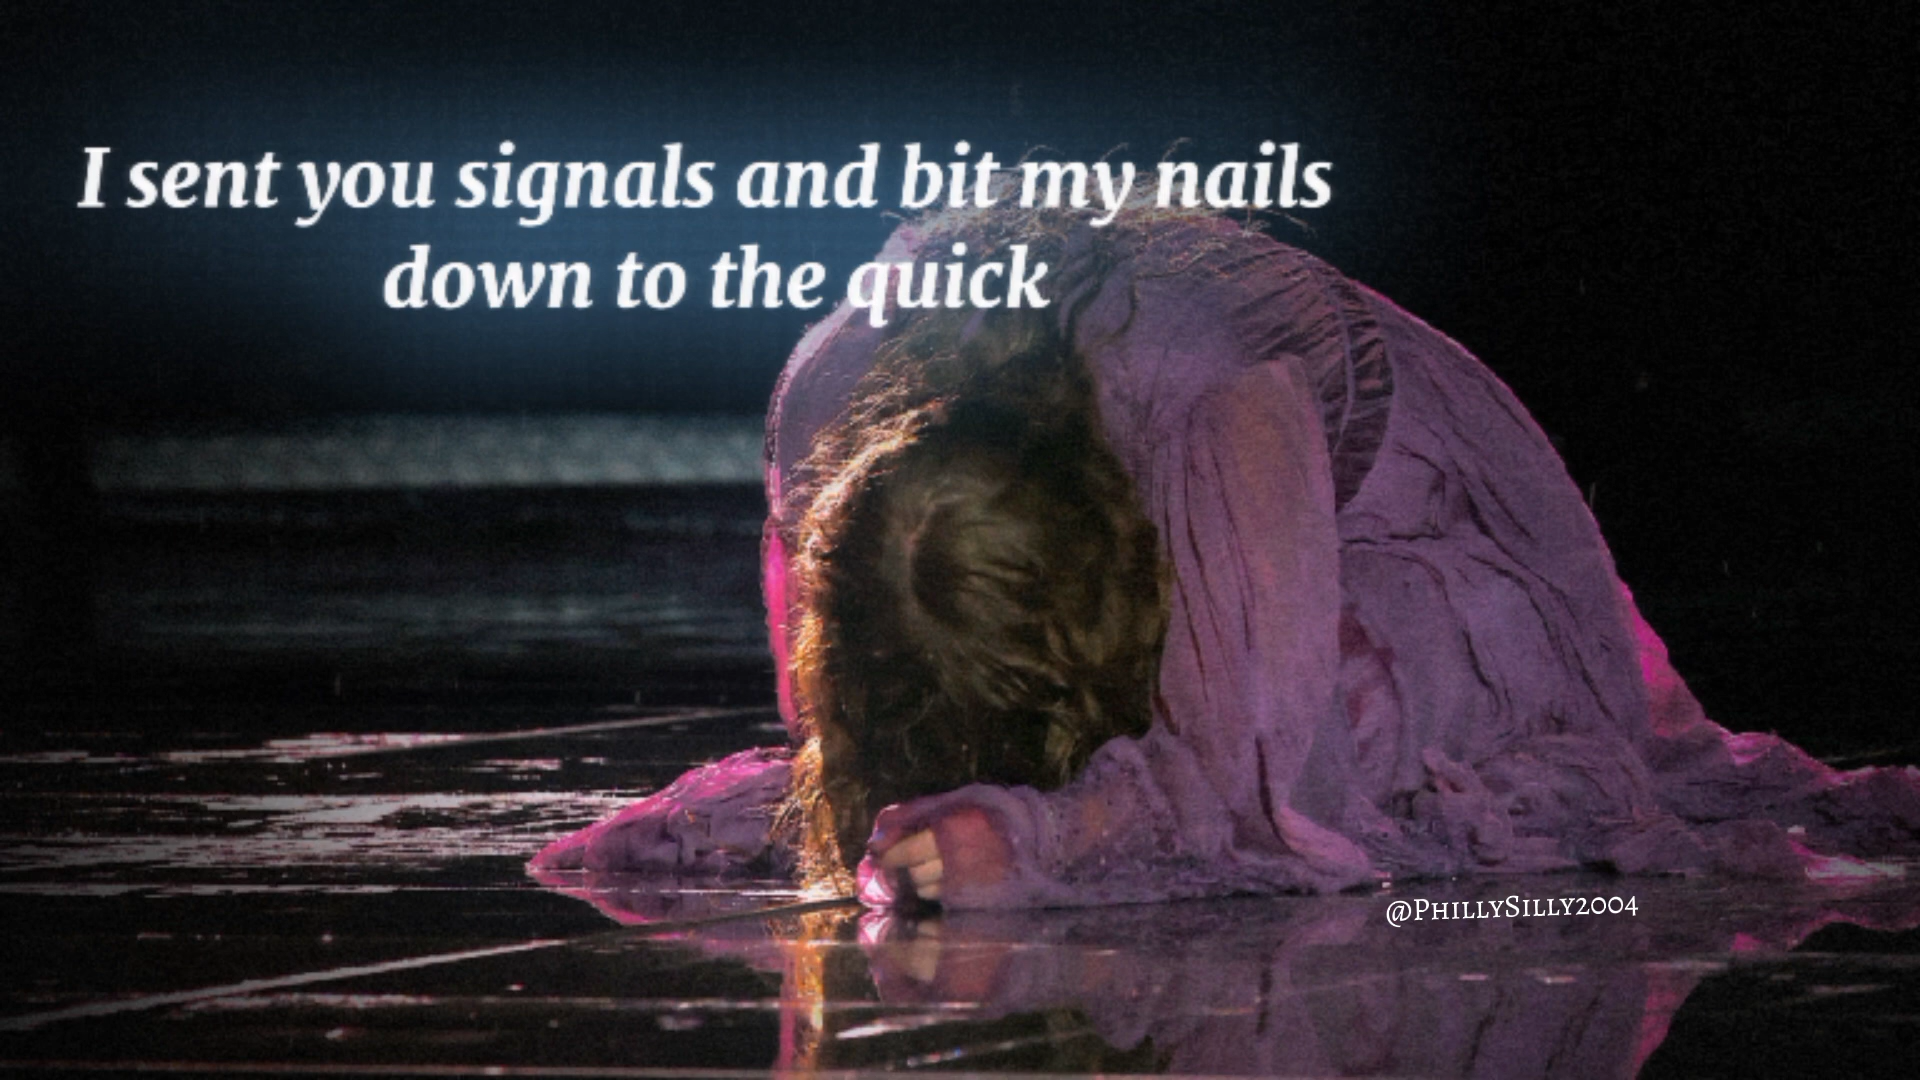 I sent you signals and bit my nails
down to the quick
@PhillySilly2004